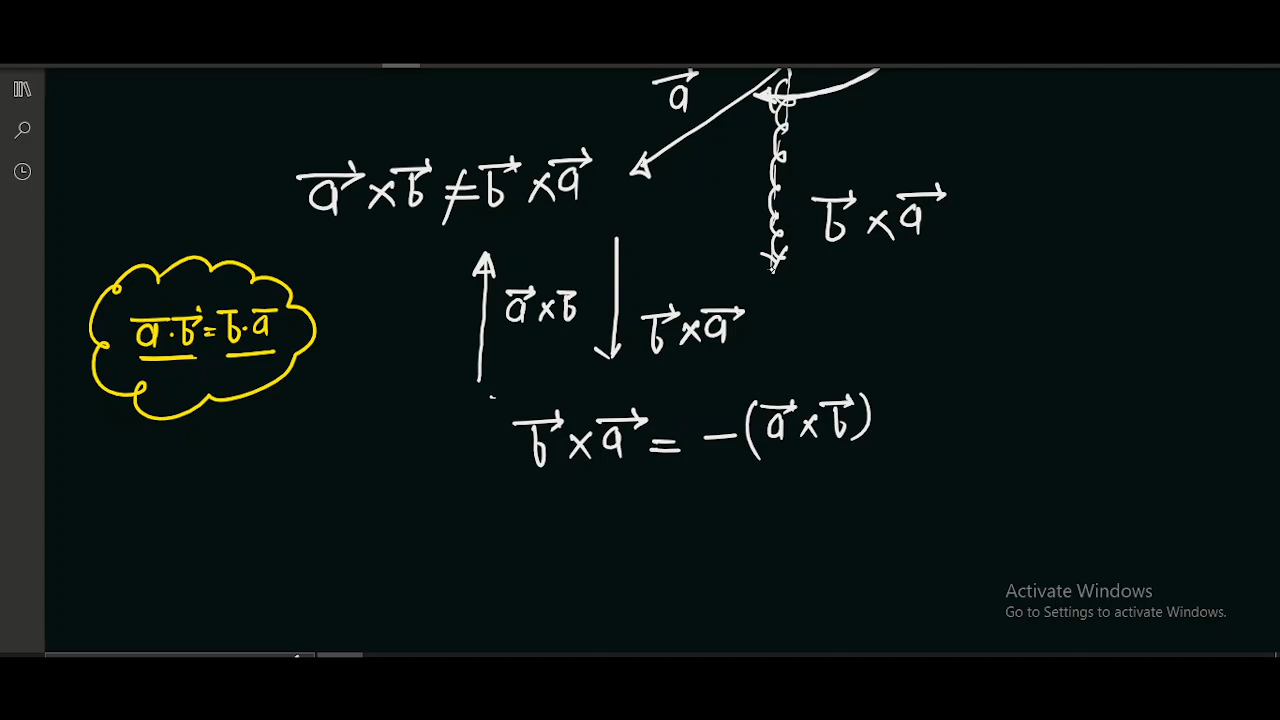 a⃗
a⃗ × b⃗ ≠ b⃗ × a⃗
b⃗ × a⃗
a⃗ × b⃗
b⃗ × a⃗
a⃗ · b⃗ = b⃗ · a⃗
b⃗ × a⃗ = − (a⃗ × b⃗)
Activate Windows
Go to Settings to activate Windows.